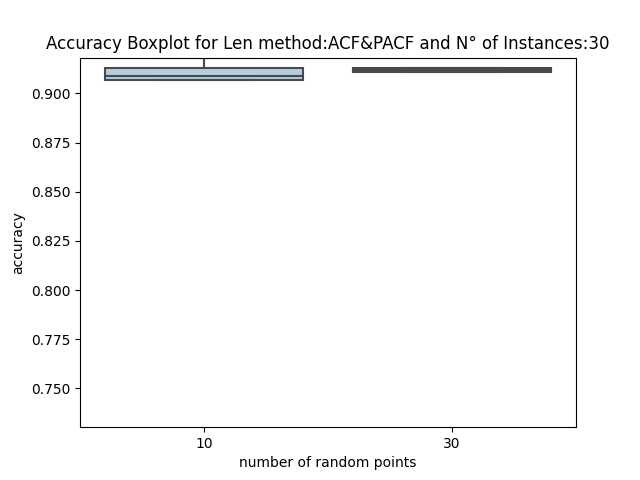 Accuracy Boxplot for Len method:ACF&PACF and N° of Instances:30
0.900
0.875
0.850
0.825
0.800
0.775
0.750
accuracy
10 30
number of random points